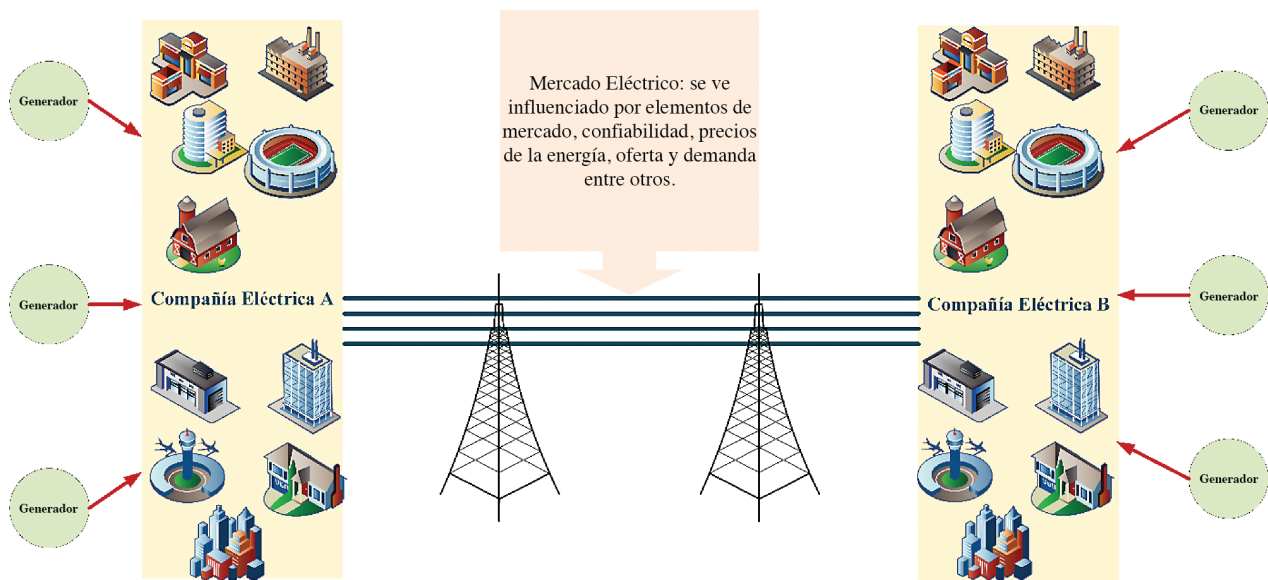 Mercado Eléctrico: se ve
influenciado por elementos de
mercado, confiabilidad, precios
de la energía, oferta y demanda
entre otros.
Generador
Generador
Generador
Compañía Eléctrica A
Compañía Eléctrica B
Generador
Generador
Generador